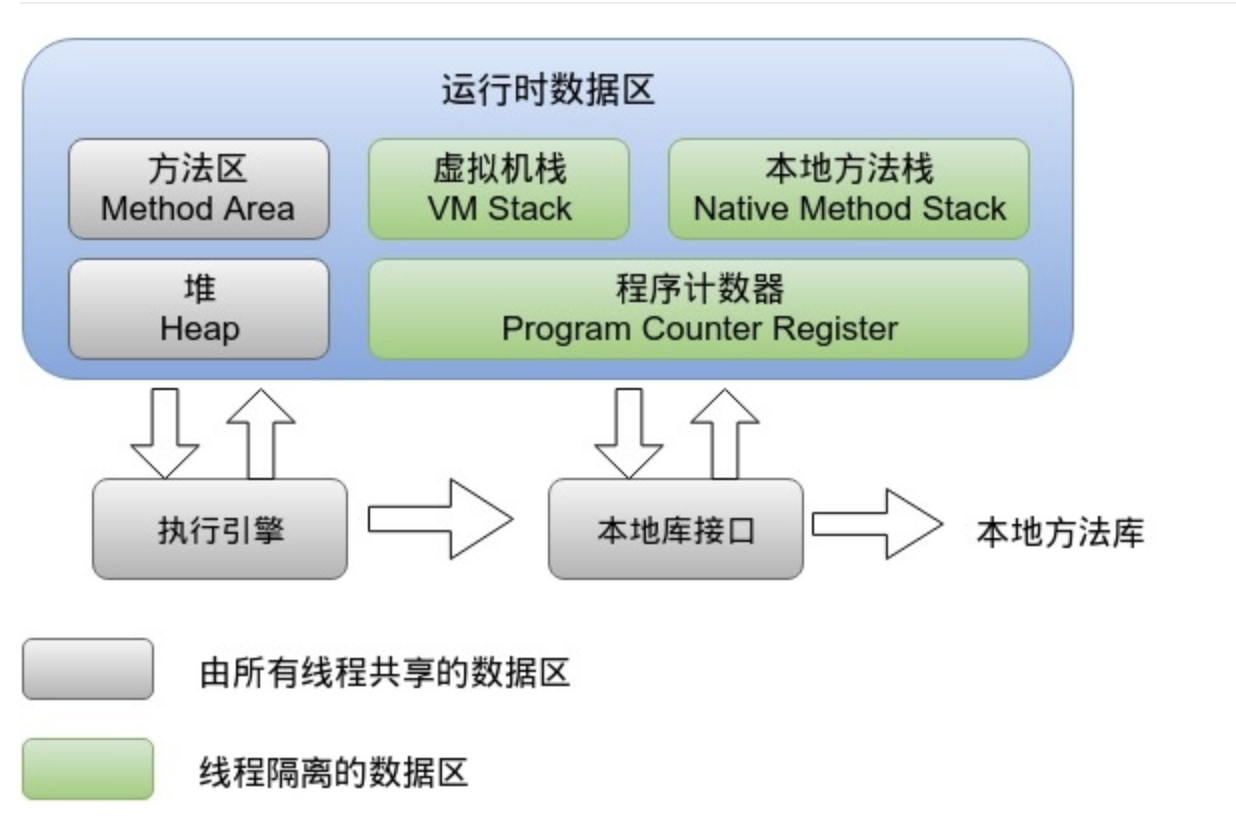 运行时数据区
方法区
Method Area
虚拟机栈
VM Stack
本地方法栈
Native Method Stack
堆
Heap
程序计数器
Program Counter Register
执行引擎
本地库接口
本地方法库
由所有线程共享的数据区
线程隔离的数据区